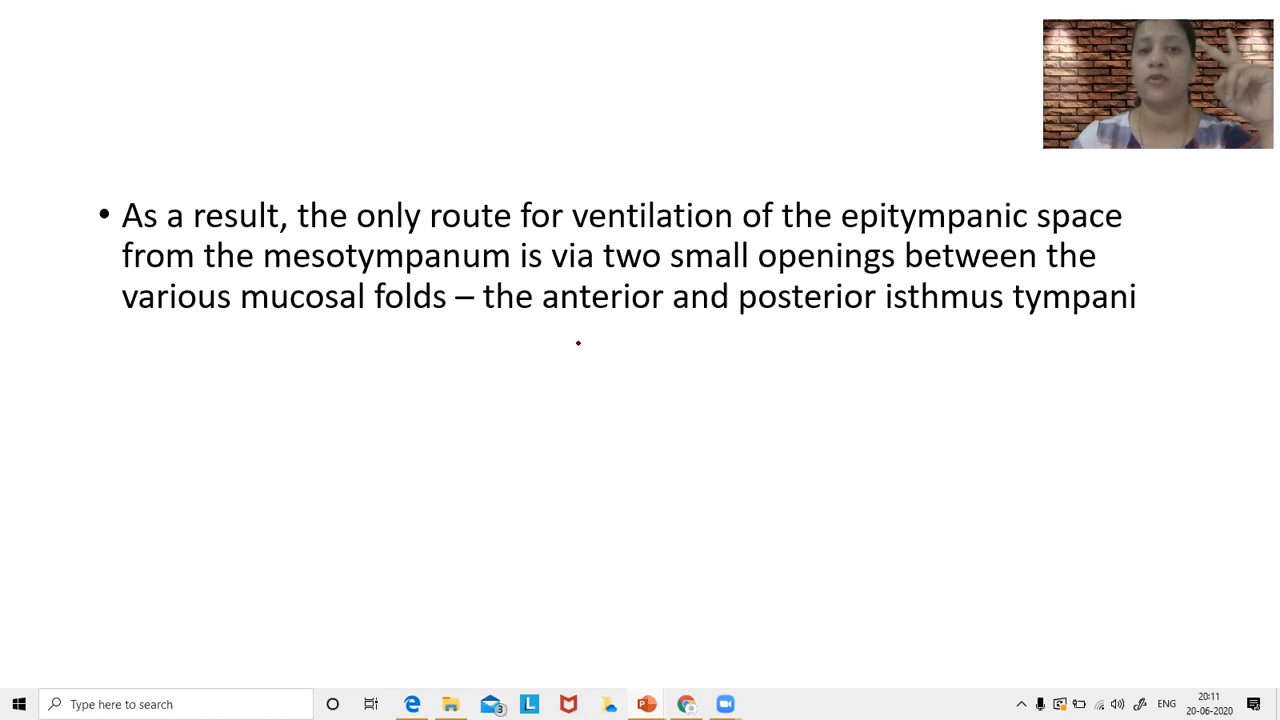 • As a result, the only route for ventilation of the epitympanic space
from the mesotympanum is via two small openings between the
various mucosal folds – the anterior and posterior isthmus tympani
Type here to search
L
3
P
ENG
20:11
20-06-2020